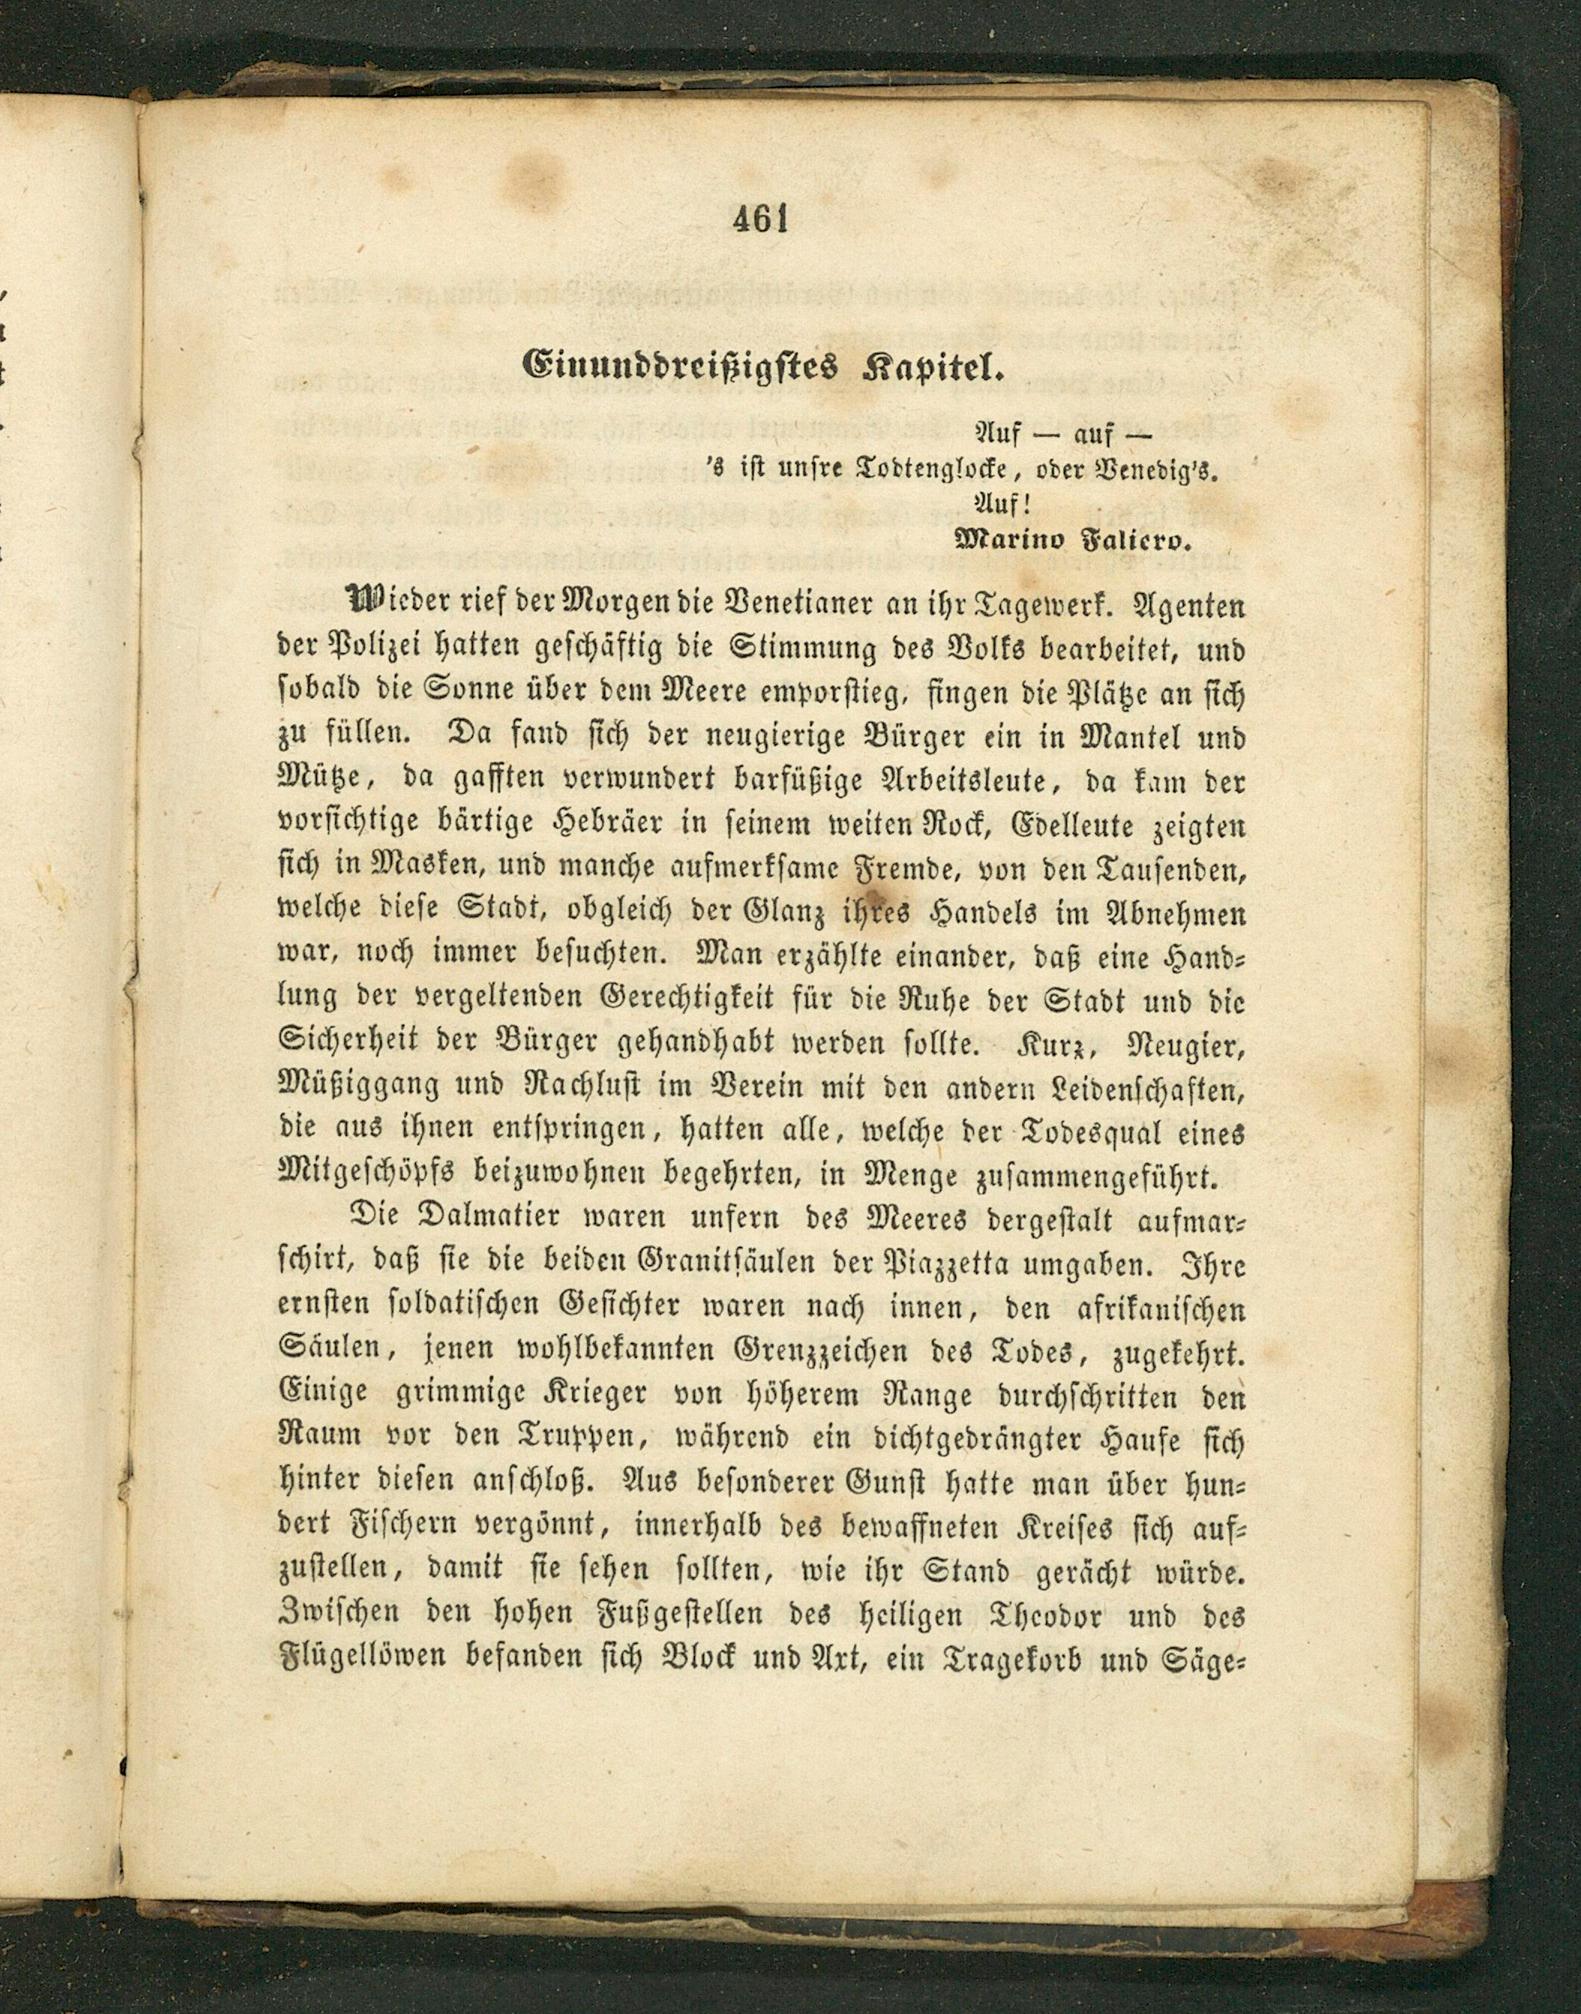 461
Einunddreißigstes Kapitel.
Auf — auf —
's ist unsre Todtenglocke, oder Venedig's.
Auf!
Marino Faliero.
Wieder rief der Morgen die Venetianer an ihr Tagewerk. Agenten
der Polizei hatten geschäftig die Stimmung des Volks bearbeitet, und
sobald die Sonne über dem Meere emporstieg, fingen die Plätze an sich
zu füllen. Da fand sich der neugierige Bürger ein in Mantel und
Mütze, da gafften verwundert barfüßige Arbeitsleute, da kam der
vorsichtige bärtige Hebräer in seinem weiten Rock, Edelleute zeigten
sich in Masken, und manche aufmerksame Fremde, von den Tausenden,
welche diese Stadt, obgleich der Glanz ihres Handels im Abnehmen
war, noch immer besuchten. Man erzählte einander, daß eine Hand-
lung der vergeltenden Gerechtigkeit für die Ruhe der Stadt und die
Sicherheit der Bürger gehandhabt werden sollte. Kurz, Neugier,
Müßiggang und Rachlust im Verein mit den andern Leidenschaften,
die aus ihnen entspringen, hatten alle, welche der Todesqual eines
Mitgeschöpfs beizuwohnen begehrten, in Menge zusammengeführt.
Die Dalmatier waren unfern des Meeres dergestalt aufmar-
schirt, daß sie die beiden Granitsäulen der Piazzetta umgaben. Ihre
ernsten soldatischen Gesichter waren nach innen, den afrikanischen
Säulen, jenen wohlbekannten Grenzzeichen des Todes, zugekehrt.
Einige grimmige Krieger von höherem Range durchschritten den
Raum vor den Truppen, während ein dichtgedrängter Haufe sich
hinter diesen anschloß. Aus besonderer Gunst hatte man über hun-
dert Fischern vergönnt, innerhalb des bewaffneten Kreises sich auf-
zustellen, damit sie sehen sollten, wie ihr Stand gerächt würde.
Zwischen den hohen Fußgestellen des heiligen Theodor und des
Flügellöwen befanden sich Block und Axt, ein Tragekorb und Säge-